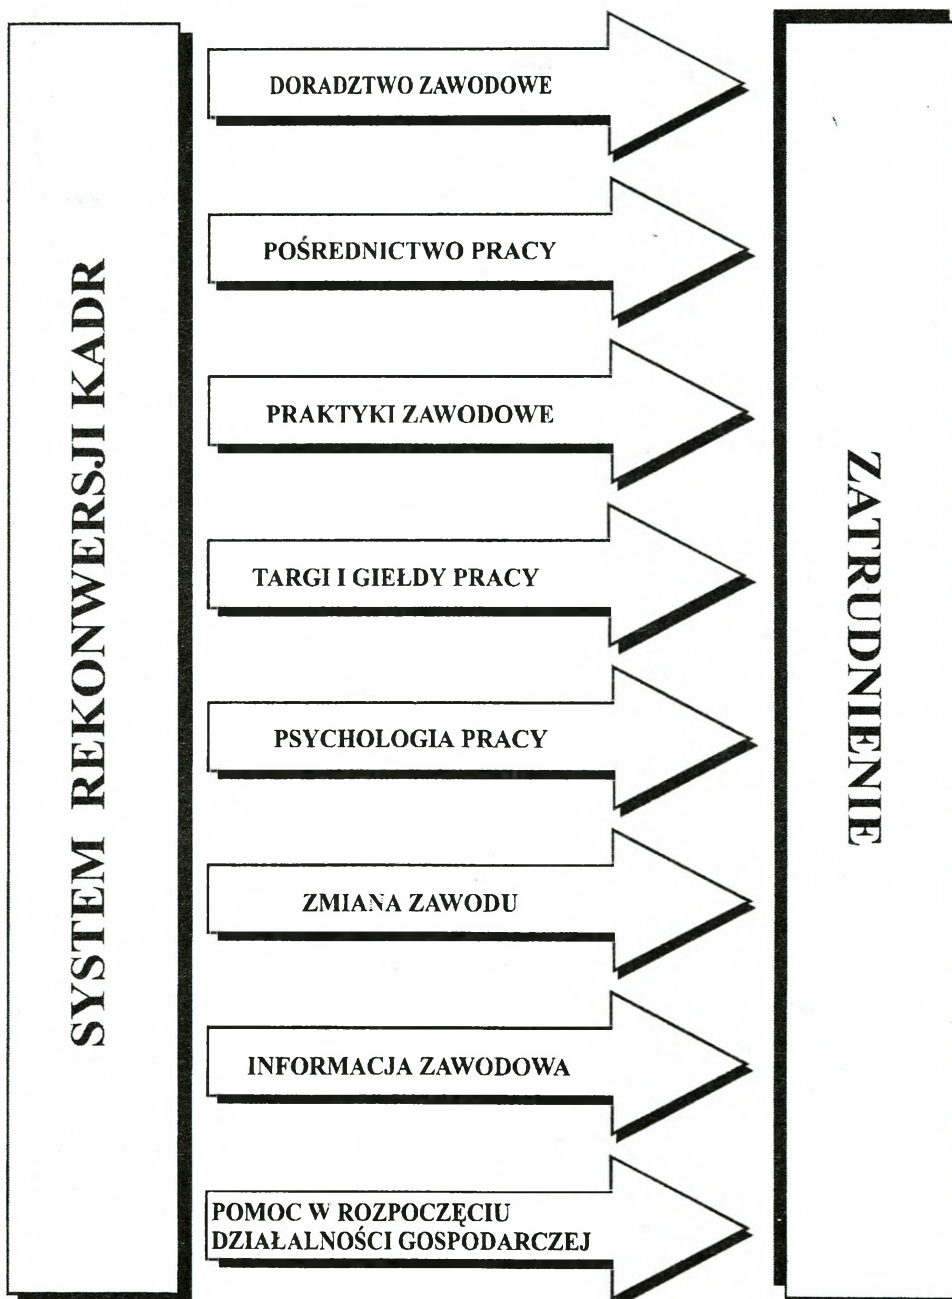 SYSTEM REKONWERSJI KADR
DORADZTWO ZAWODOWE
POŚREDNICTWO PRACY
PRAKTYKI ZAWODOWE
TARGI I GIEŁDY PRACY
PSYCHOLOGIA PRACY
ZMIANA ZAWODU
INFORMACJA ZAWODOWA
POMOC W ROZPOCZĘCIU
DZIAŁALNOŚCI GOSPODARCZEJ
ZATRUDNIENIE